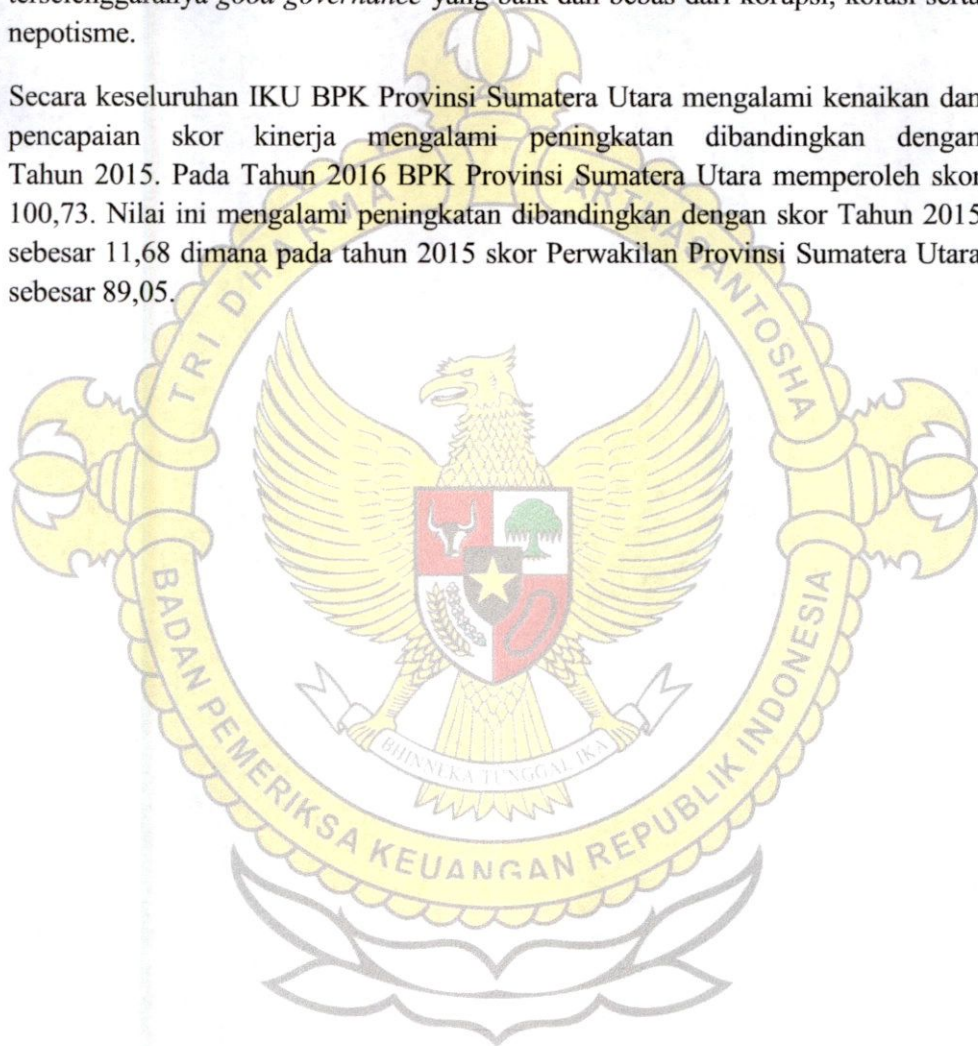 terselenggaranya good governance yang baik dan bebas dari korupsi, kolusi serta
nepotisme.
Secara keseluruhan IKU BPK Provinsi Sumatera Utara mengalami kenaikan dan
pencapaian skor kinerja mengalami peningkatan dibandingkan dengan
Tahun 2015. Pada Tahun 2016 BPK Provinsi Sumatera Utara memperoleh skor
100,73. Nilai ini mengalami peningkatan dibandingkan dengan skor Tahun 2015
sebesar 11,68 dimana pada tahun 2015 skor Perwakilan Provinsi Sumatera Utara
sebesar 89,05.
TRI DHARMA ARTHASANTOSHA
BHINNEKA TUNGGAL IKA
BADAN PEMERIKSA KEUANGAN REPUBLIK INDONESIA